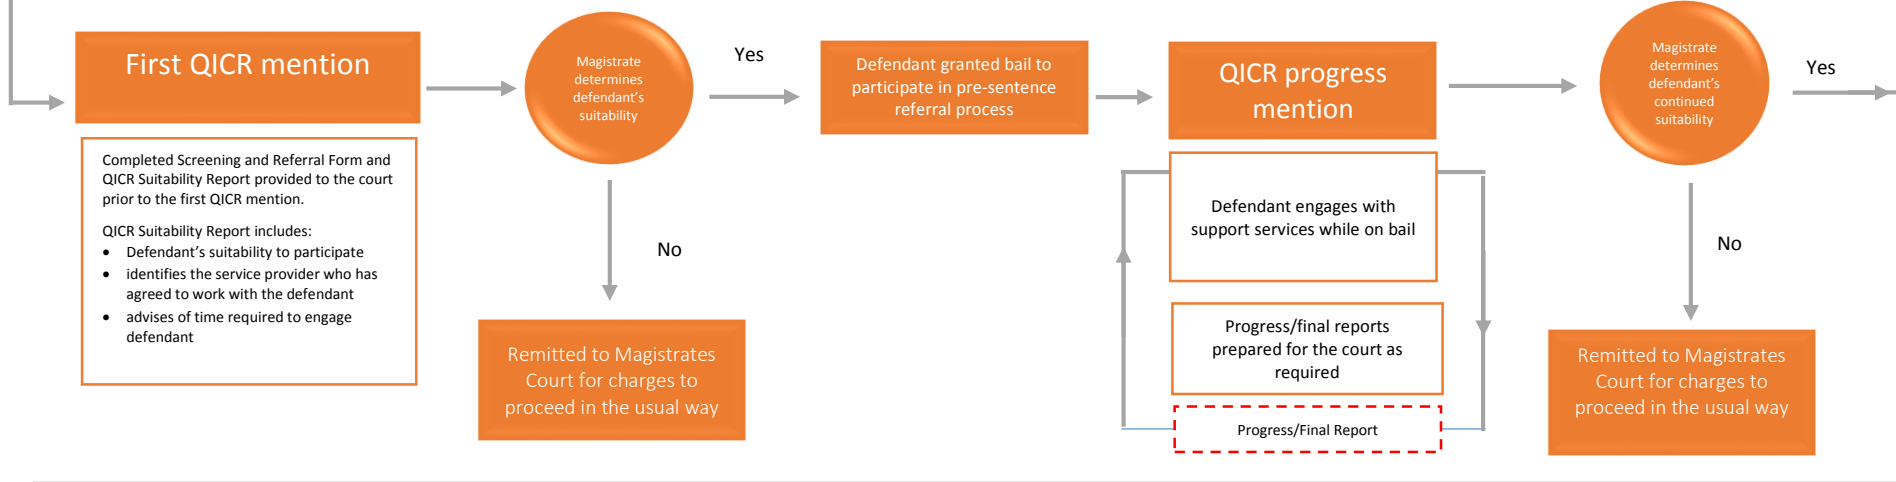 First QICR mention
Completed Screening and Referral Form and
QICR Suitability Report provided to the court
prior to the first QICR mention.
QICR Suitability Report includes:
• Defendant's suitability to participate
• identifies the service provider who has
agreed to work with the defendant
• advises of time required to engage
defendant
Magistrate
determines
defendant's
suitability
Yes
No
Remitted to Magistrates
Court for charges to
proceed in the usual way
Defendant granted bail to
participate in pre-sentence
referral process
QICR progress
mention
Defendant engages with
support services while on bail
Progress/final reports
prepared for the court as
required
Progress/Final Report
Magistrate
determines
defendant's
continued
suitability
Yes
No
Remitted to Magistrates
Court for charges to
proceed in the usual way